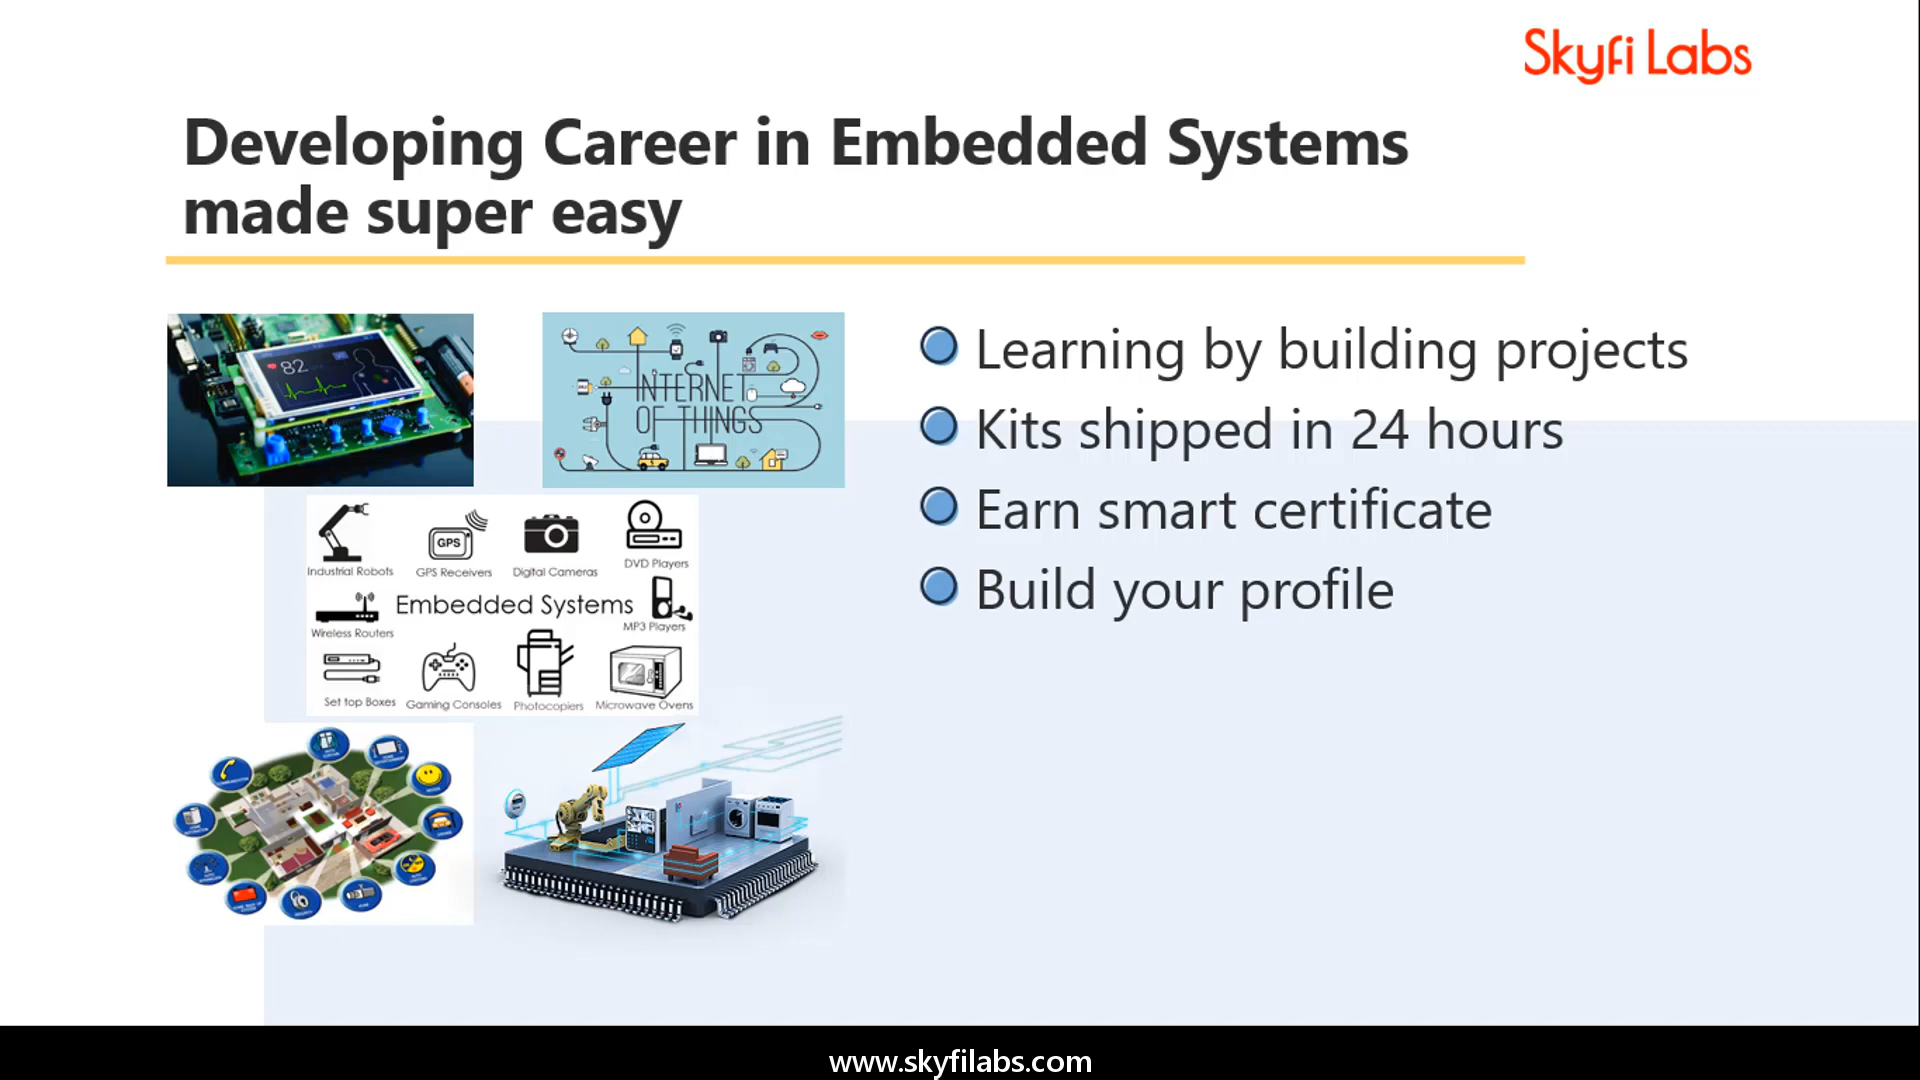 Skyfi Labs
Developing Career in Embedded Systems
made super easy
82
INTERNET
OF THINGS
Learning by building projects
Kits shipped in 24 hours
Earn smart certificate
Build your profile
GPS
Industrial Robots
GPS Receivers
Digital Cameras
DVD Players
Embedded Systems
Wireless Routers
MP3 Players
Set top Boxes
Gaming Consoles
Photocopiers
Microwave Ovens
www.skyfilabs.com